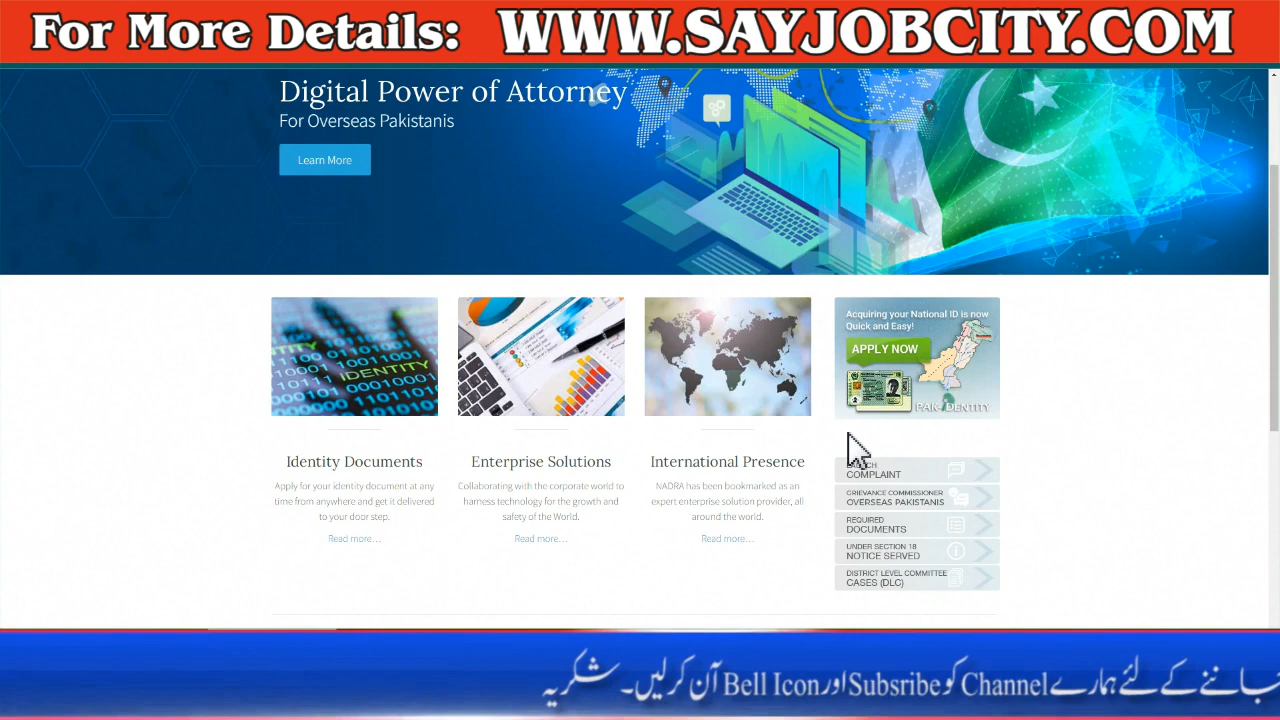 For More Details: WWW.SAYJOBCITY.COM
Digital Power of Attorney
For Overseas Pakistanis
Learn More
IDENTITY
Acquiring your National ID is now
Quick and Easy!
APPLY NOW
PAK-IDENTITY
Identity Documents
Apply for your identity document at any
time from anywhere and get it delivered
to your door step.
Read more…
Enterprise Solutions
Collaborating with the corporate world to
harness technology for the growth and
safety of the World.
Read more…
International Presence
NADRA has been bookmarked as an
expert enterprise solution provider, all
around the world.
Read more…
COMPLAINT
GRIEVANCE COMMISSIONER
OVERSEAS PAKISTANIS
REQUIRED
DOCUMENTS
UNDER SECTION 18
NOTICE SERVED
DISTRICT LEVEL COMMITTEE
CASES (DLC)
جاننے کے لئے ہمارے Channel کو Subsribe اور Bell Icon آن کرلیں۔ شکریہ